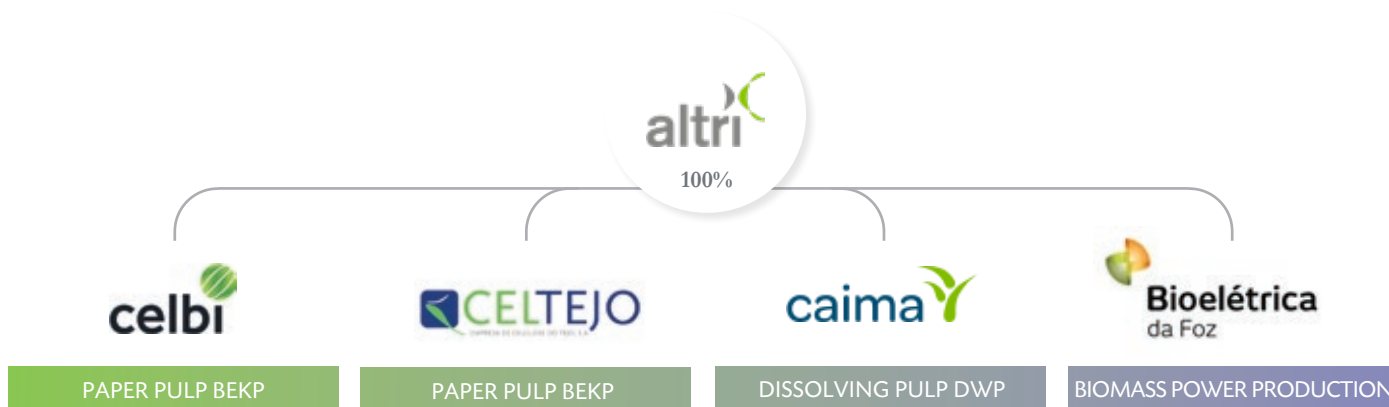 altri
100%
celbi
CELTEJO
caima
Bioelétrica
da Foz
PAPER PULP BEKP
PAPER PULP BEKP
DISSOLVING PULP DWP
BIOMASS POWER PRODUCTION